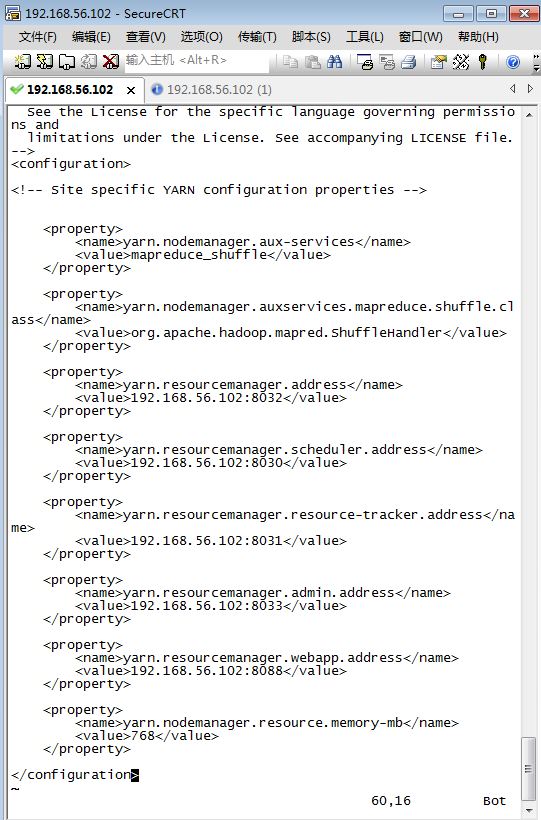 192.168.56.102 - SecureCRT
文件(F) 编辑(E) 查看(V) 选项(O) 传输(T) 脚本(S) 工具(L) 窗口(W) 帮助(H)
输入主机 <Alt+R>
192.168.56.102 192.168.56.102 (1)
See the License for the specific language governing permissio
ns and
limitations under the License. See accompanying LICENSE file.
-->
<configuration>
<!-- Site specific YARN configuration properties -->
<property>
<name>yarn.nodemanager.aux-services</name>
<value>mapreduce_shuffle</value>
</property>
<property>
<name>yarn.nodemanager.auxservices.mapreduce.shuffle.cl
ass</name>
<value>org.apache.hadoop.mapred.ShuffleHandler</value>
</property>
<property>
<name>yarn.resourcemanager.address</name>
<value>192.168.56.102:8032</value>
</property>
<property>
<name>yarn.resourcemanager.scheduler.address</name>
<value>192.168.56.102:8030</value>
</property>
<property>
<name>yarn.resourcemanager.resource-tracker.address</na
me>
<value>192.168.56.102:8031</value>
</property>
<property>
<name>yarn.resourcemanager.admin.address</name>
<value>192.168.56.102:8033</value>
</property>
<property>
<name>yarn.resourcemanager.webapp.address</name>
<value>192.168.56.102:8088</value>
</property>
<property>
<name>yarn.nodemanager.resource.memory-mb</name>
<value>768</value>
</property>
</configuration>
~
60,16 Bot